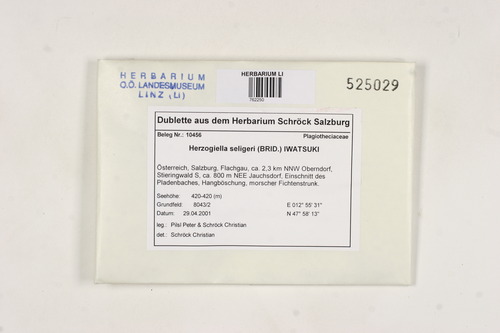 HERBARIUM
O.Ö. LANDESMUSEUM
LINZ (LI)
HERBARIUM LI
762250
525029
Dublette aus dem Herbarium Schröck Salzburg
Beleg Nr.: 10456 Plagiotheciaceae
Herzogiella seligeri (BRID.) IWATSUKI
Österreich, Salzburg, Flachgau, ca. 2,3 km NNW Oberndorf,
Stieringwald S, ca. 800 m NEE Jauchsdorf, Einschnitt des
Pladenbaches, Hangböschung, morscher Fichtenstrunk.
Seehöhe: 420-420 (m)
Grundfeld: 8043/2 E 012° 55' 31"
Datum: 29.04.2001 N 47° 58' 13"
leg.: Pilsl Peter & Schröck Christian
det.: Schröck Christian